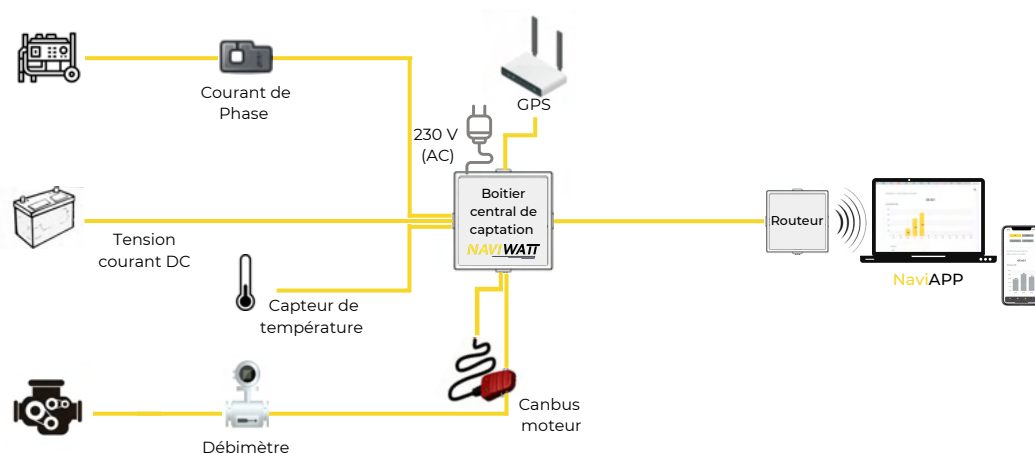 Courant de
Phase
GPS
230 V
(AC)
Boitier
central de
captation
NAVIWATT
Tension
courant DC
Capteur de
température
Routeur
NaviAPP
Canbus
moteur
Débimètre